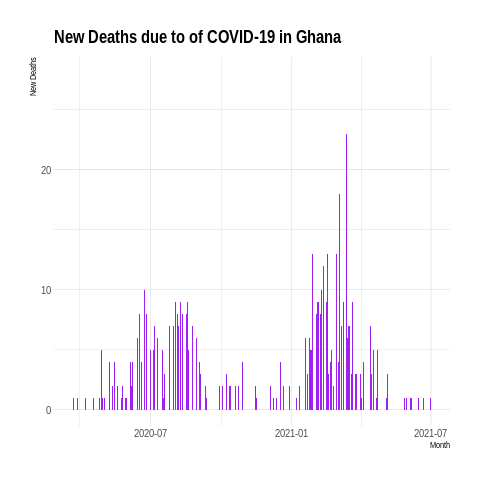 New Deaths due to of COVID-19 in Ghana
New Deaths
20
10
0
2020-07
2021-01
2021-07
Month